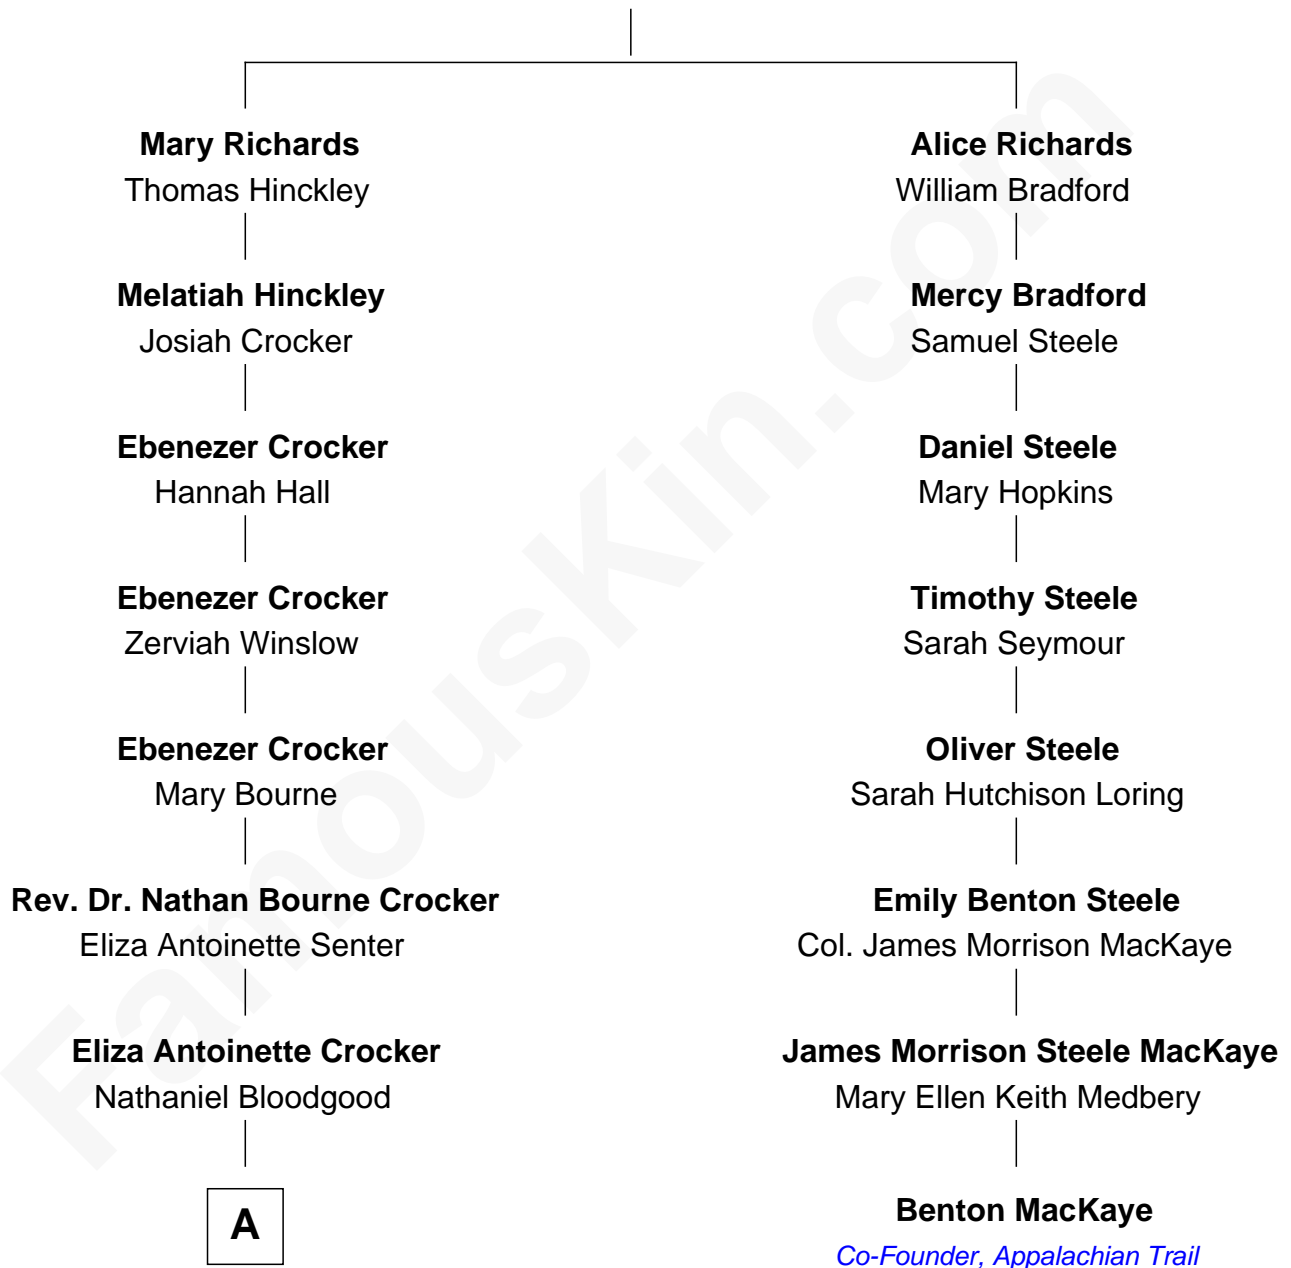 Mary Richards
Thomas Hinckley
Melatiah Hinckley
Josiah Crocker
Ebenezer Crocker
Hannah Hall
Ebenezer Crocker
Zerviah Winslow
Ebenezer Crocker
Mary Bourne
Rev. Dr. Nathan Bourne Crocker
Eliza Antoinette Senter
Eliza Antoinette Crocker
Nathaniel Bloodgood
A
Alice Richards
William Bradford
Mercy Bradford
Samuel Steele
Daniel Steele
Mary Hopkins
Timothy Steele
Sarah Seymour
Oliver Steele
Sarah Hutchison Loring
Emily Benton Steele
Col. James Morrison MacKaye
James Morrison Steele MacKaye
Mary Ellen Keith Medbery
Benton MacKaye
Co-Founder, Appalachian Trail
FamousKin.com